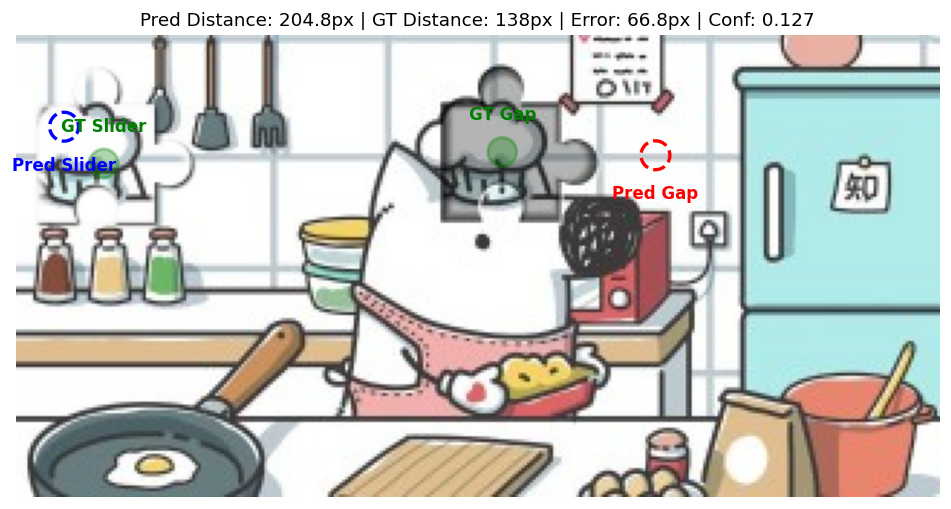 Pred Distance: 204.8px | GT Distance: 138px | Error: 66.8px | Conf: 0.127
GT Gap
GT Slider
Pred Slider
Pred Gap
知